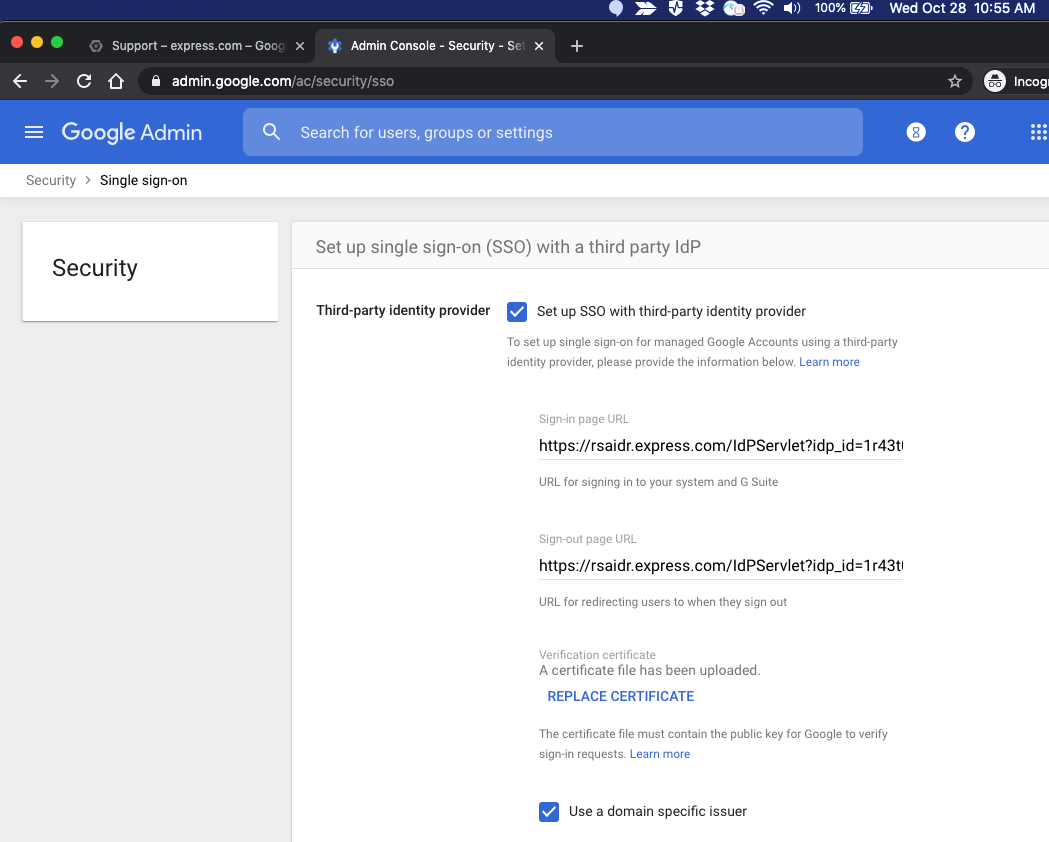 100%
Wed Oct 28 10:55 AM
Support – express.com – Goog
Admin Console - Security - Set
admin.google.com/ac/security/sso
Incog
Google Admin
Search for users, groups or settings
Security > Single sign-on
Security
Set up single sign-on (SSO) with a third party IdP
Third-party identity provider
Set up SSO with third-party identity provider
To set up single sign-on for managed Google Accounts using a third-party
identity provider, please provide the information below. Learn more
Sign-in page URL
https://rsaidr.express.com/IdPServlet?idp_id=1r43t
URL for signing in to your system and G Suite
Sign-out page URL
https://rsaidr.express.com/IdPServlet?idp_id=1r43t
URL for redirecting users to when they sign out
Verification certificate
A certificate file has been uploaded.
REPLACE CERTIFICATE
The certificate file must contain the public key for Google to verify
sign-in requests. Learn more
Use a domain specific issuer